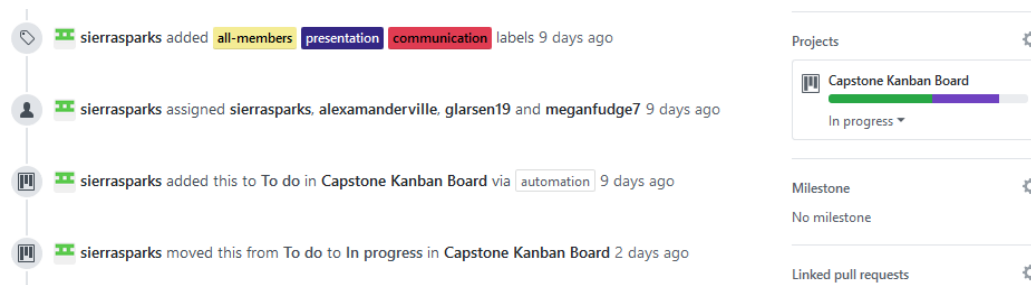 sierrasparks added all-members presentation communication labels 9 days ago
sierrasparks assigned sierrasparks, alexamanderville, glarsen19 and meganfudge7 9 days ago
sierrasparks added this to To do in Capstone Kanban Board via automation 9 days ago
sierrasparks moved this from To do to In progress in Capstone Kanban Board 2 days ago
Projects
Capstone Kanban Board
In progress
Milestone
No milestone
Linked pull requests